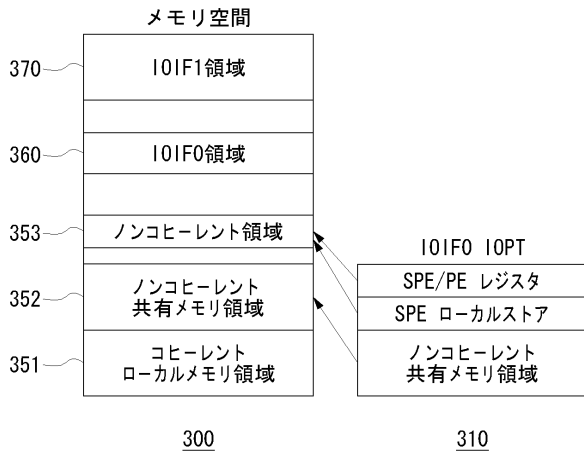 メモリ空間
370
IOIF1領域
360
IOIF0領域
353
ノンコヒーレント領域
352
ノンコヒーレント
共有メモリ領域
351
コヒーレント
ローカルメモリ領域
300
IOIF0 IOPT
SPE/PE レジスタ
SPE ローカルストア
ノンコヒーレント
共有メモリ領域
310